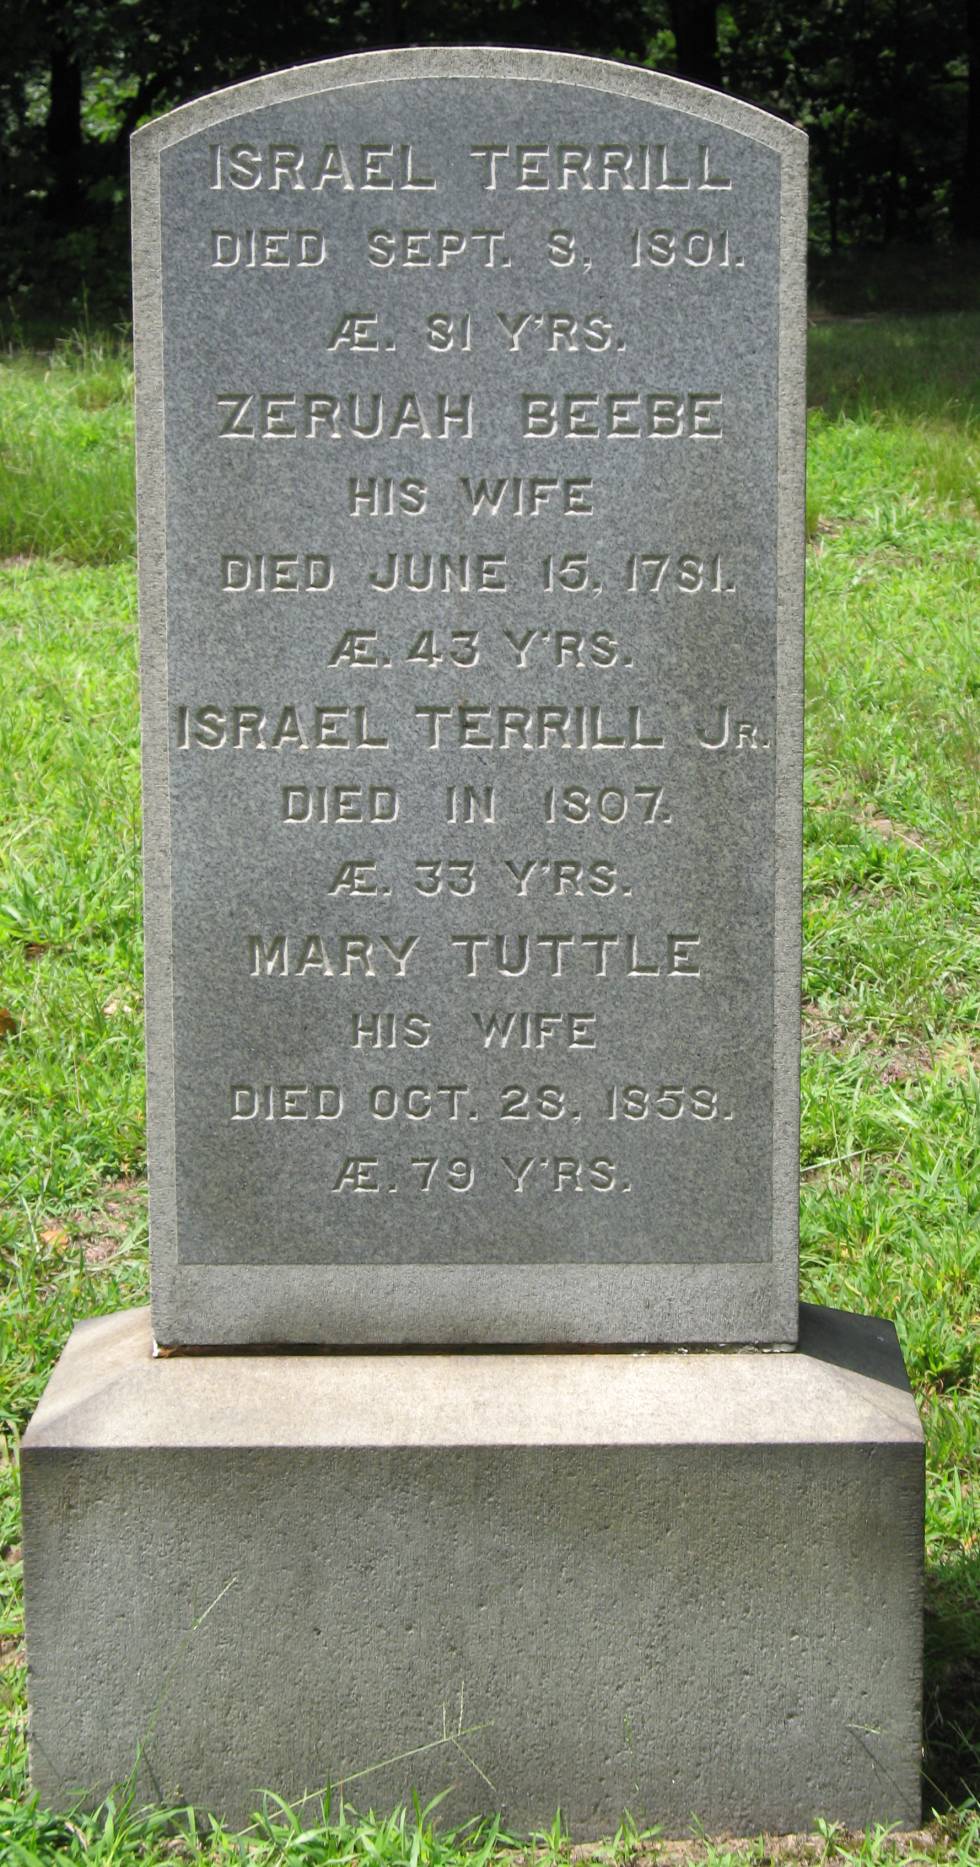 ISRAEL TERRILL
DIED SEPT. 8, 1801.
Æ. 81 Y'RS.
ZERUAH BEEBE
HIS WIFE
DIED JUNE 15, 1781.
Æ. 43 Y'RS.
ISRAEL TERRILL JR.
DIED IN 1807.
Æ. 33 Y'RS.
MARY TUTTLE
HIS WIFE
DIED OCT. 28, 1858.
Æ. 79 Y'RS.